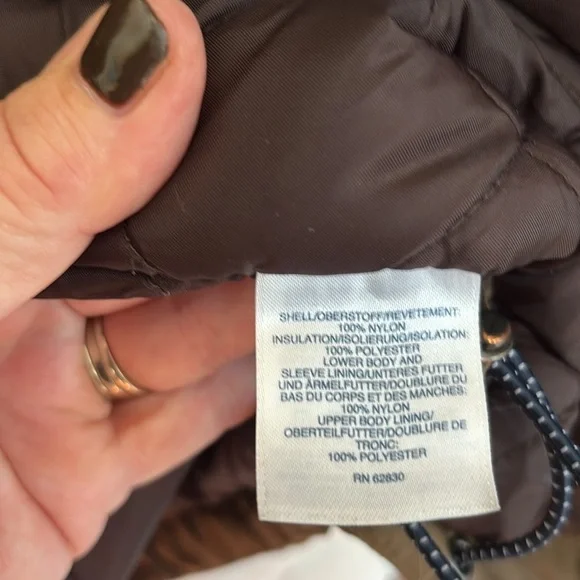 SHELL/OBERSTOFF/REVETEMENT:
100% NYLON
INSULATION/ISOLIERUNG/ISOLATION:
100% POLYESTER
LOWER BODY AND
SLEEVE LINING/UNTERES FUTTER
UND ÄRMELFUTTER/DOUBLURE DU
BAS DU CORPS ET DES MANCHES:
100% NYLON
UPPER BODY LINING/
OBERTEILFUTTER/DOUBLURE DE
TRONC:
100% POLYESTER
RN 62830